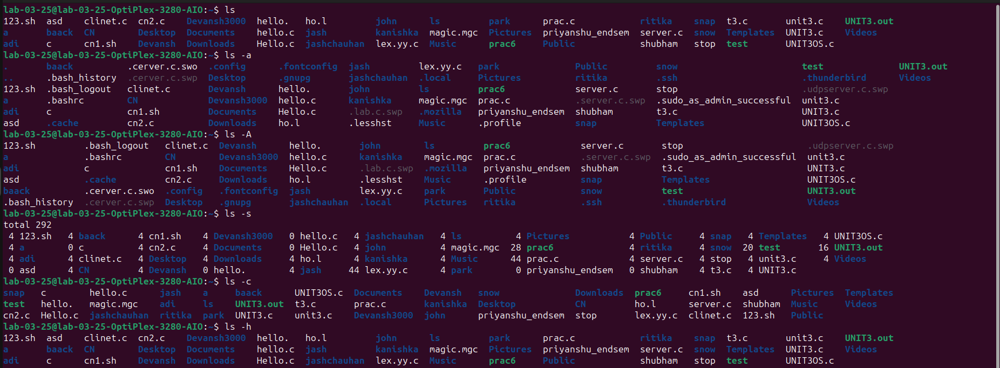 lab-03-25@lab-03-25-OptiPlex-3280-AIO:~$ ls
123.sh  asd    clinet.c  cn2.c    Devansh3000  hello.   ho.l         john      ls         park      prac.c           ritika    snap  t3.c       unit3.c    UNIT3.out
a       baack  CN        Desktop  Documents    hello.c  jash         kanishka  magic.mgc  Pictures  priyanshu_endsem  server.c  snow  Templates  UNIT3.c    Videos
adi     c      cn1.sh    Devansh  Downloads    Hello.c  jashchauhan  lex.yy.c  Music      prac6     Public            shubham   stop  test       UNIT3OS.c
lab-03-25@lab-03-25-OptiPlex-3280-AIO:~$ ls -a
.       baack          .cerver.c.swo  .config      .fontconfig  jash         lex.yy.c   park              Public         snow                       test             UNIT3.out
..      .bash_history  .cerver.c.swp  Desktop      .gnupg       jashchauhan  .local     Pictures          ritika         .ssh                       .thunderbird     Videos
123.sh  .bash_logout   clinet.c       Devansh      hello.       john         ls         prac6             server.c       stop                       .udpserver.c.swp
a       .bashrc        CN             Devansh3000  hello.c      kanishka     magic.mgc  prac.c            .server.c.swp  .sudo_as_admin_successful  unit3.c
adi     c              cn1.sh         Documents    Hello.c      .lab.c.swp   .mozilla   priyanshu_endsem  shubham        t3.c                       UNIT3.c
asd     .cache         cn2.c          Downloads    ho.l         .lesshst     Music      .profile          snap           Templates                  UNIT3OS.c
lab-03-25@lab-03-25-OptiPlex-3280-AIO:~$ ls -A
123.sh         .bash_logout   clinet.c  Devansh      hello.       john        ls         prac6             server.c       stop                       .udpserver.c.swp
a              .bashrc        CN        Devansh3000  hello.c      kanishka    magic.mgc  prac.c            .server.c.swp  .sudo_as_admin_successful  unit3.c
adi            c              cn1.sh    Documents    Hello.c      .lab.c.swp  .mozilla   priyanshu_endsem  shubham        t3.c                       UNIT3.c
asd            .cache         cn2.c     Downloads    ho.l         .lesshst    Music      .profile          snap           Templates                  UNIT3OS.c
baack          .cerver.c.swo  .config   .fontconfig  jash         lex.yy.c    park       Public            snow           test                       UNIT3.out
.bash_history  .cerver.c.swp  Desktop   .gnupg       jashchauhan  .local      Pictures   ritika            .ssh           .thunderbird               Videos
lab-03-25@lab-03-25-OptiPlex-3280-AIO:~$ ls -s
total 292
 4 123.sh   4 baack      4 cn1.sh    4 Devansh3000   0 hello.c   4 jashchauhan   4 ls          4 Pictures           4 Public     4 snap   4 Templates   4 UNIT3OS.c
 4 a        0 c          4 cn2.c     4 Documents     0 Hello.c   4 john          4 magic.mgc  28 prac6              4 ritika     4 snow  20 test       16 UNIT3.out
 4 adi      4 clinet.c   4 Desktop   4 Downloads     4 ho.l      4 kanishka      4 Music      44 prac.c             4 server.c   4 stop   4 unit3.c     4 Videos
 0 asd      4 CN         4 Devansh   0 hello.        4 jash     44 lex.yy.c      4 park        0 priyanshu_endsem   0 shubham    4 t3.c   4 UNIT3.c
lab-03-25@lab-03-25-OptiPlex-3280-AIO:~$ ls -c
snap   c        hello.c      jash    a     baack      UNIT3OS.c  Documents    Devansh   snow              Downloads  prac6     cn1.sh    asd      Pictures  Templates
test   hello.   magic.mgc    adi     ls    UNIT3.out  t3.c       prac.c       kanishka  Desktop           CN         ho.l      server.c  shubham  Music     Videos
cn2.c  Hello.c  jashchauhan  ritika  park  UNIT3.c    unit3.c    Devansh3000  john      priyanshu_endsem  stop       lex.yy.c  clinet.c  123.sh   Public
lab-03-25@lab-03-25-OptiPlex-3280-AIO:~$ ls -h
123.sh  asd    clinet.c  cn2.c    Devansh3000  hello.   ho.l         john      ls         park      prac.c            ritika    snap  t3.c       unit3.c    UNIT3.out
a       baack  CN        Desktop  Documents    hello.c  jash         kanishka  magic.mgc  Pictures  priyanshu_endsem  server.c  snow  Templates  UNIT3.c    Videos
adi     c      cn1.sh    Devansh  Downloads    Hello.c  jashchauhan  lex.yy.c  Music      prac6     Public            shubham   stop  test       UNIT3OS.c